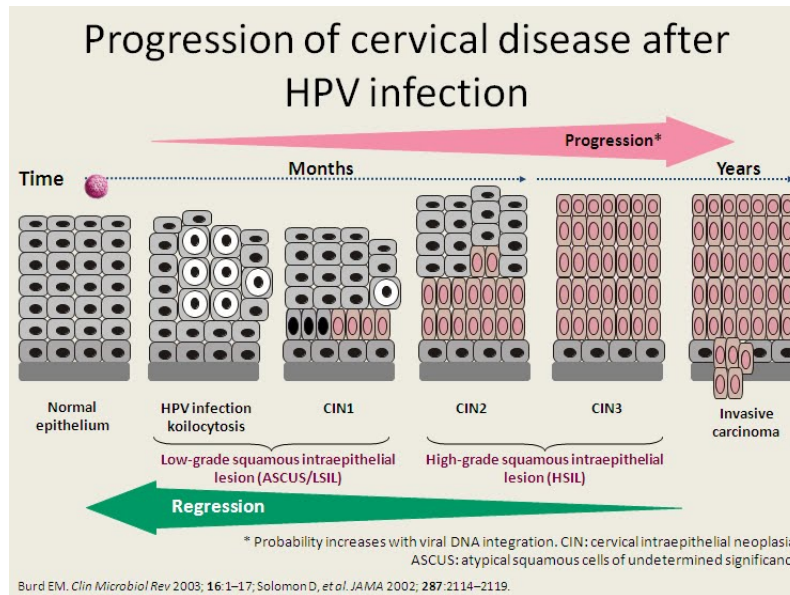 Progression of cervical disease after
HPV infection
Progression*
Time
Months
Years
Normal
epithelium
HPV infection
koilocytosis
CIN1
CIN2
CIN3
Invasive
carcinoma
Low-grade squamous intraepithelial
lesion (ASCUS/LSIL)
High-grade squamous intraepithelial
lesion (HSIL)
Regression
* Probability increases with viral DNA integration. CIN: cervical intraepithelial neoplasia
ASCUS: atypical squamous cells of undetermined significanc
Burd EM. Clin Microbiol Rev 2003; 16:1–17; Solomon D, et al. JAMA 2002; 287:2114–2119.